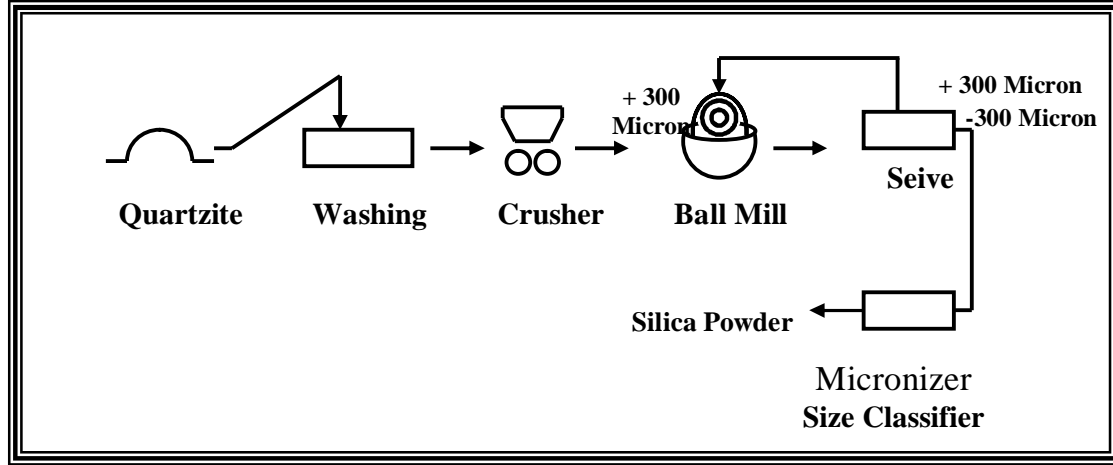 + 300
Micron
+ 300 Micron
-300 Micron
Quartzite
Washing
Crusher
Ball Mill
Seive
Silica Powder
Micronizer
Size Classifier